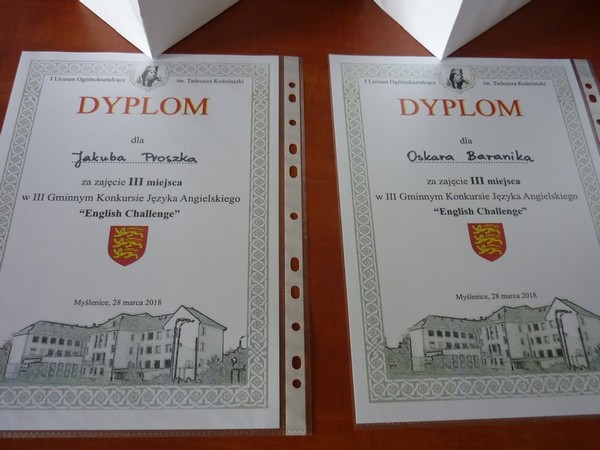 I Liceum Ogólnokształcące im. Tadeusza Kościuszki
DYPLOM
dla
Jakuba Proszka
za zajęcie III miejsca
w III Gminnym Konkursie Języka Angielskiego
“English Challenge”
Myślenice, 28 marca 2018
I Liceum Ogólnokształcące im. Tadeusza Kościuszki
DYPLOM
dla
Oskara Baranika
za zajęcie III miejsca
w III Gminnym Konkursie Języka Angielskiego
“English Challenge”
Myślenice, 28 marca 2018